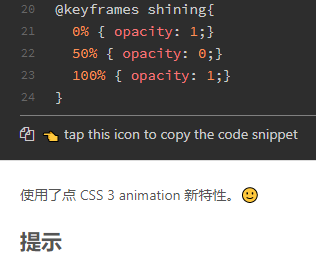 20 @keyframes shining{
21 0% { opacity: 1;}
22 50% { opacity: 0;}
23 100% { opacity: 1;}
24 }
👈 tap this icon to copy the code snippet
使用了点 CSS 3 animation 新特性。🙂
提示